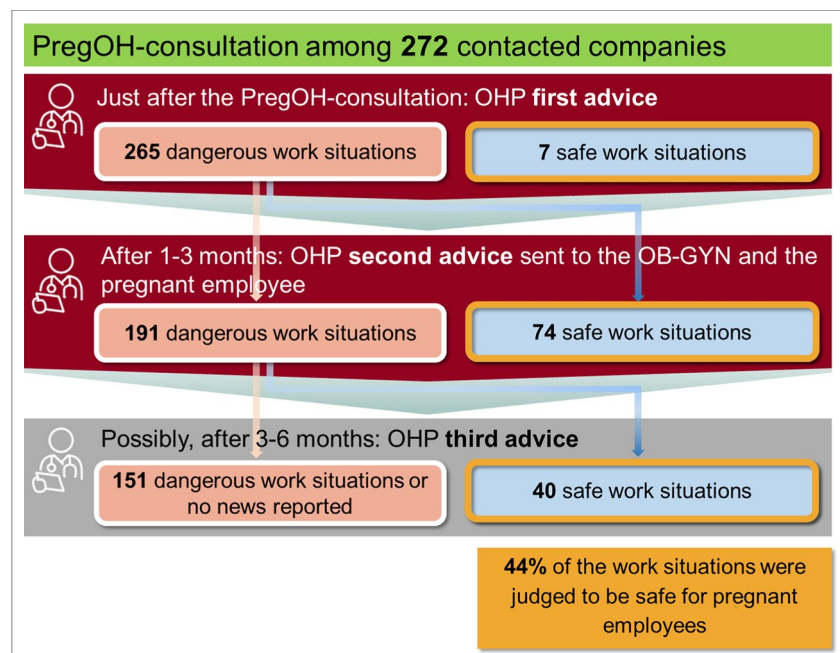 PregOH-consultation among 272 contacted companies
Just after the PregOH-consultation: OHP first advice
265 dangerous work situations
7 safe work situations
After 1-3 months: OHP second advice sent to the OB-GYN and the
pregnant employee
191 dangerous work situations
74 safe work situations
Possibly, after 3-6 months: OHP third advice
151 dangerous work situations or
no news reported
40 safe work situations
44% of the work situations were
judged to be safe for pregnant
employees